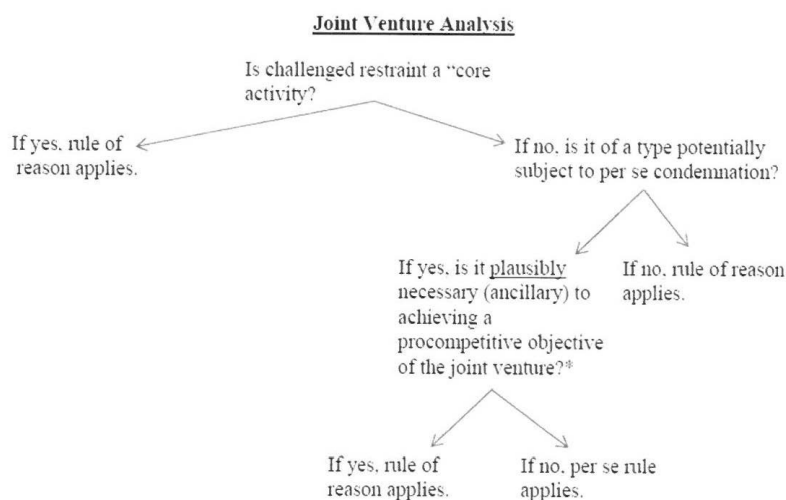 Joint Venture Analysis
Is challenged restraint a “core
activity?
If yes, rule of
reason applies.
If no, is it of a type potentially
subject to per se condemnation?
If yes, is it plausibly
necessary (ancillary) to
achieving a
procompetitive objective
of the joint venture?*
If no, rule of reason
applies.
If yes, rule of
reason applies.
If no, per se rule
applies.